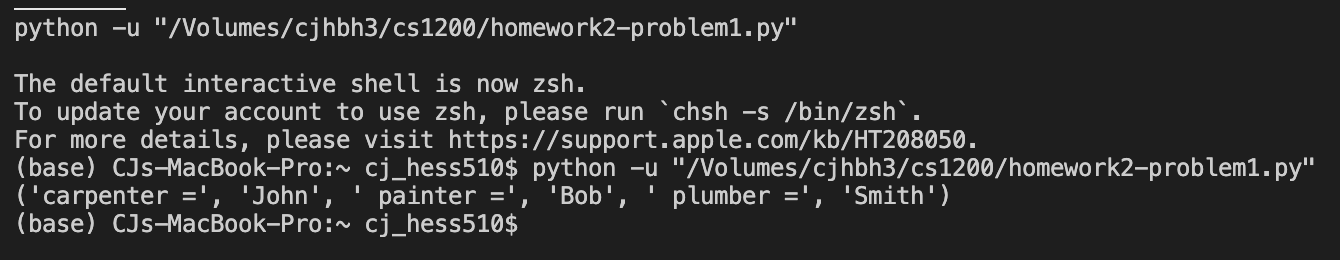 python -u "/Volumes/cjhbh3/cs1200/homework2-problem1.py"
The default interactive shell is now zsh.
To update your account to use zsh, please run `chsh -s /bin/zsh`.
For more details, please visit https://support.apple.com/kb/HT208050.
(base) CJs-MacBook-Pro:~ cj_hess510$ python -u "/Volumes/cjhbh3/cs1200/homework2-problem1.py"
('carpenter =', 'John', ' painter =', 'Bob', ' plumber =', 'Smith')
(base) CJs-MacBook-Pro:~ cj_hess510$